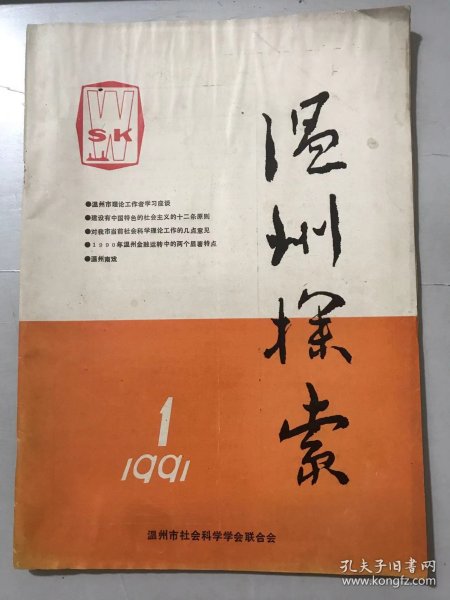 W
SK
温州探索
●温州市理论工作者学习座谈
●建设有中国特色的社会主义的十二条原则
●对我市当前社会科学理论工作的几点意见
●1990年温州金融运转中的两个显著特点
●温州南戏
1
1991
温州市社会科学学会联合会
孔夫子旧书网
www.kongfz.com